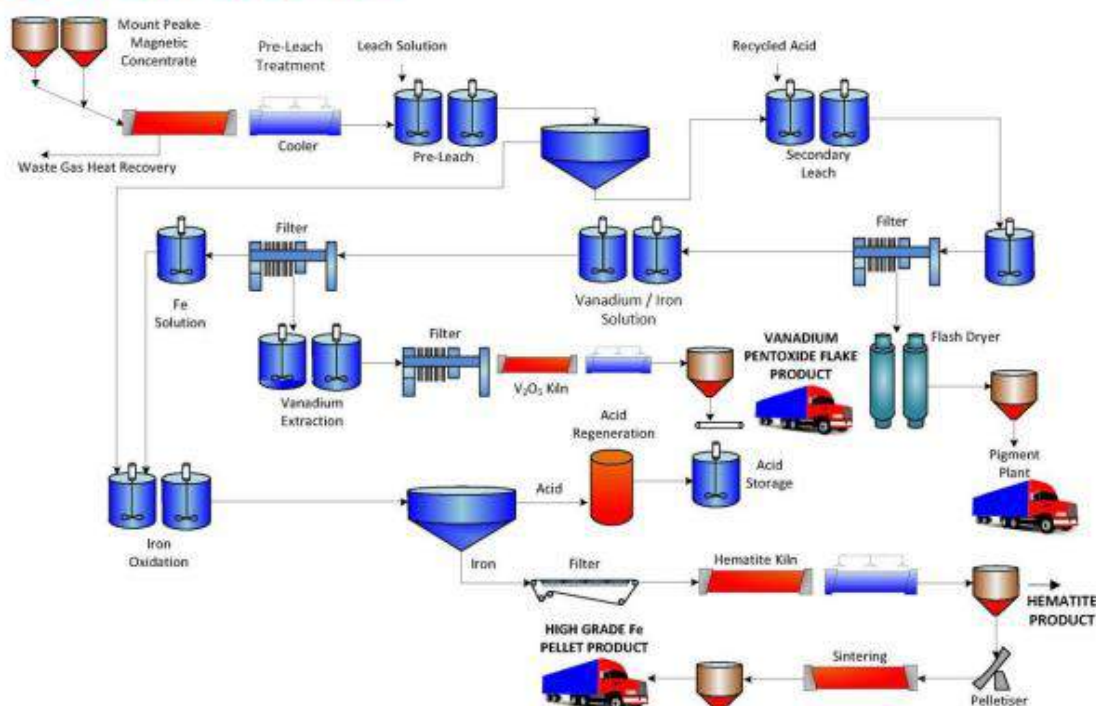 Mount Peake
Magnetic
Concentrate
Pre-Leach
Treatment
Leach Solution
Recycled Acid
Cooler
Pre-Leach
Secondary
Leach
Waste Gas Heat Recovery
Filter
Filter
Fe
Solution
Vanadium / Iron
Solution
Filter
VANADIUM
PENTOXIDE FLAKE
PRODUCT
Flash Dryer
V₂O₅ Kiln
Vanadium
Extraction
Acid
Regeneration
Pigment
Plant
Acid
Acid
Storage
Iron
Oxidation
Iron
Filter
Hematite Kiln
HEMATITE
PRODUCT
HIGH GRADE Fe
PELLET PRODUCT
Sintering
Pelletiser